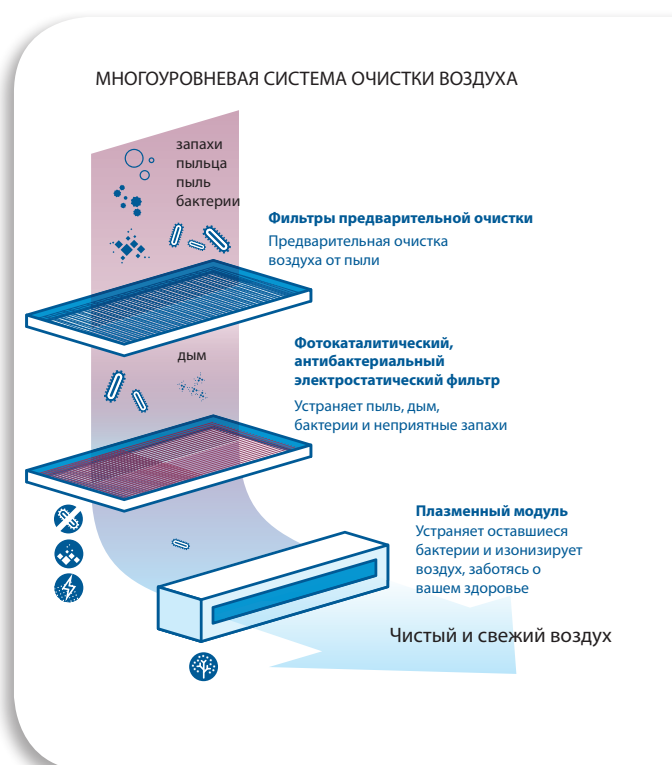 МНОГОУРОВНЕВАЯ СИСТЕМА ОЧИСТКИ ВОЗДУХА
запахи
пыльца
пыль
бактерии
Фильтры предварительной очистки
Предварительная очистка
воздуха от пыли
дым
Фотокаталитический,
антибактериальный
электростатический фильтр
Устраняет пыль, дым,
бактерии и неприятные запахи
Плазменный модуль
Устраняет оставшиеся
бактерии и изонизирует
воздух, заботясь о
вашем здоровье
Чистый и свежий воздух